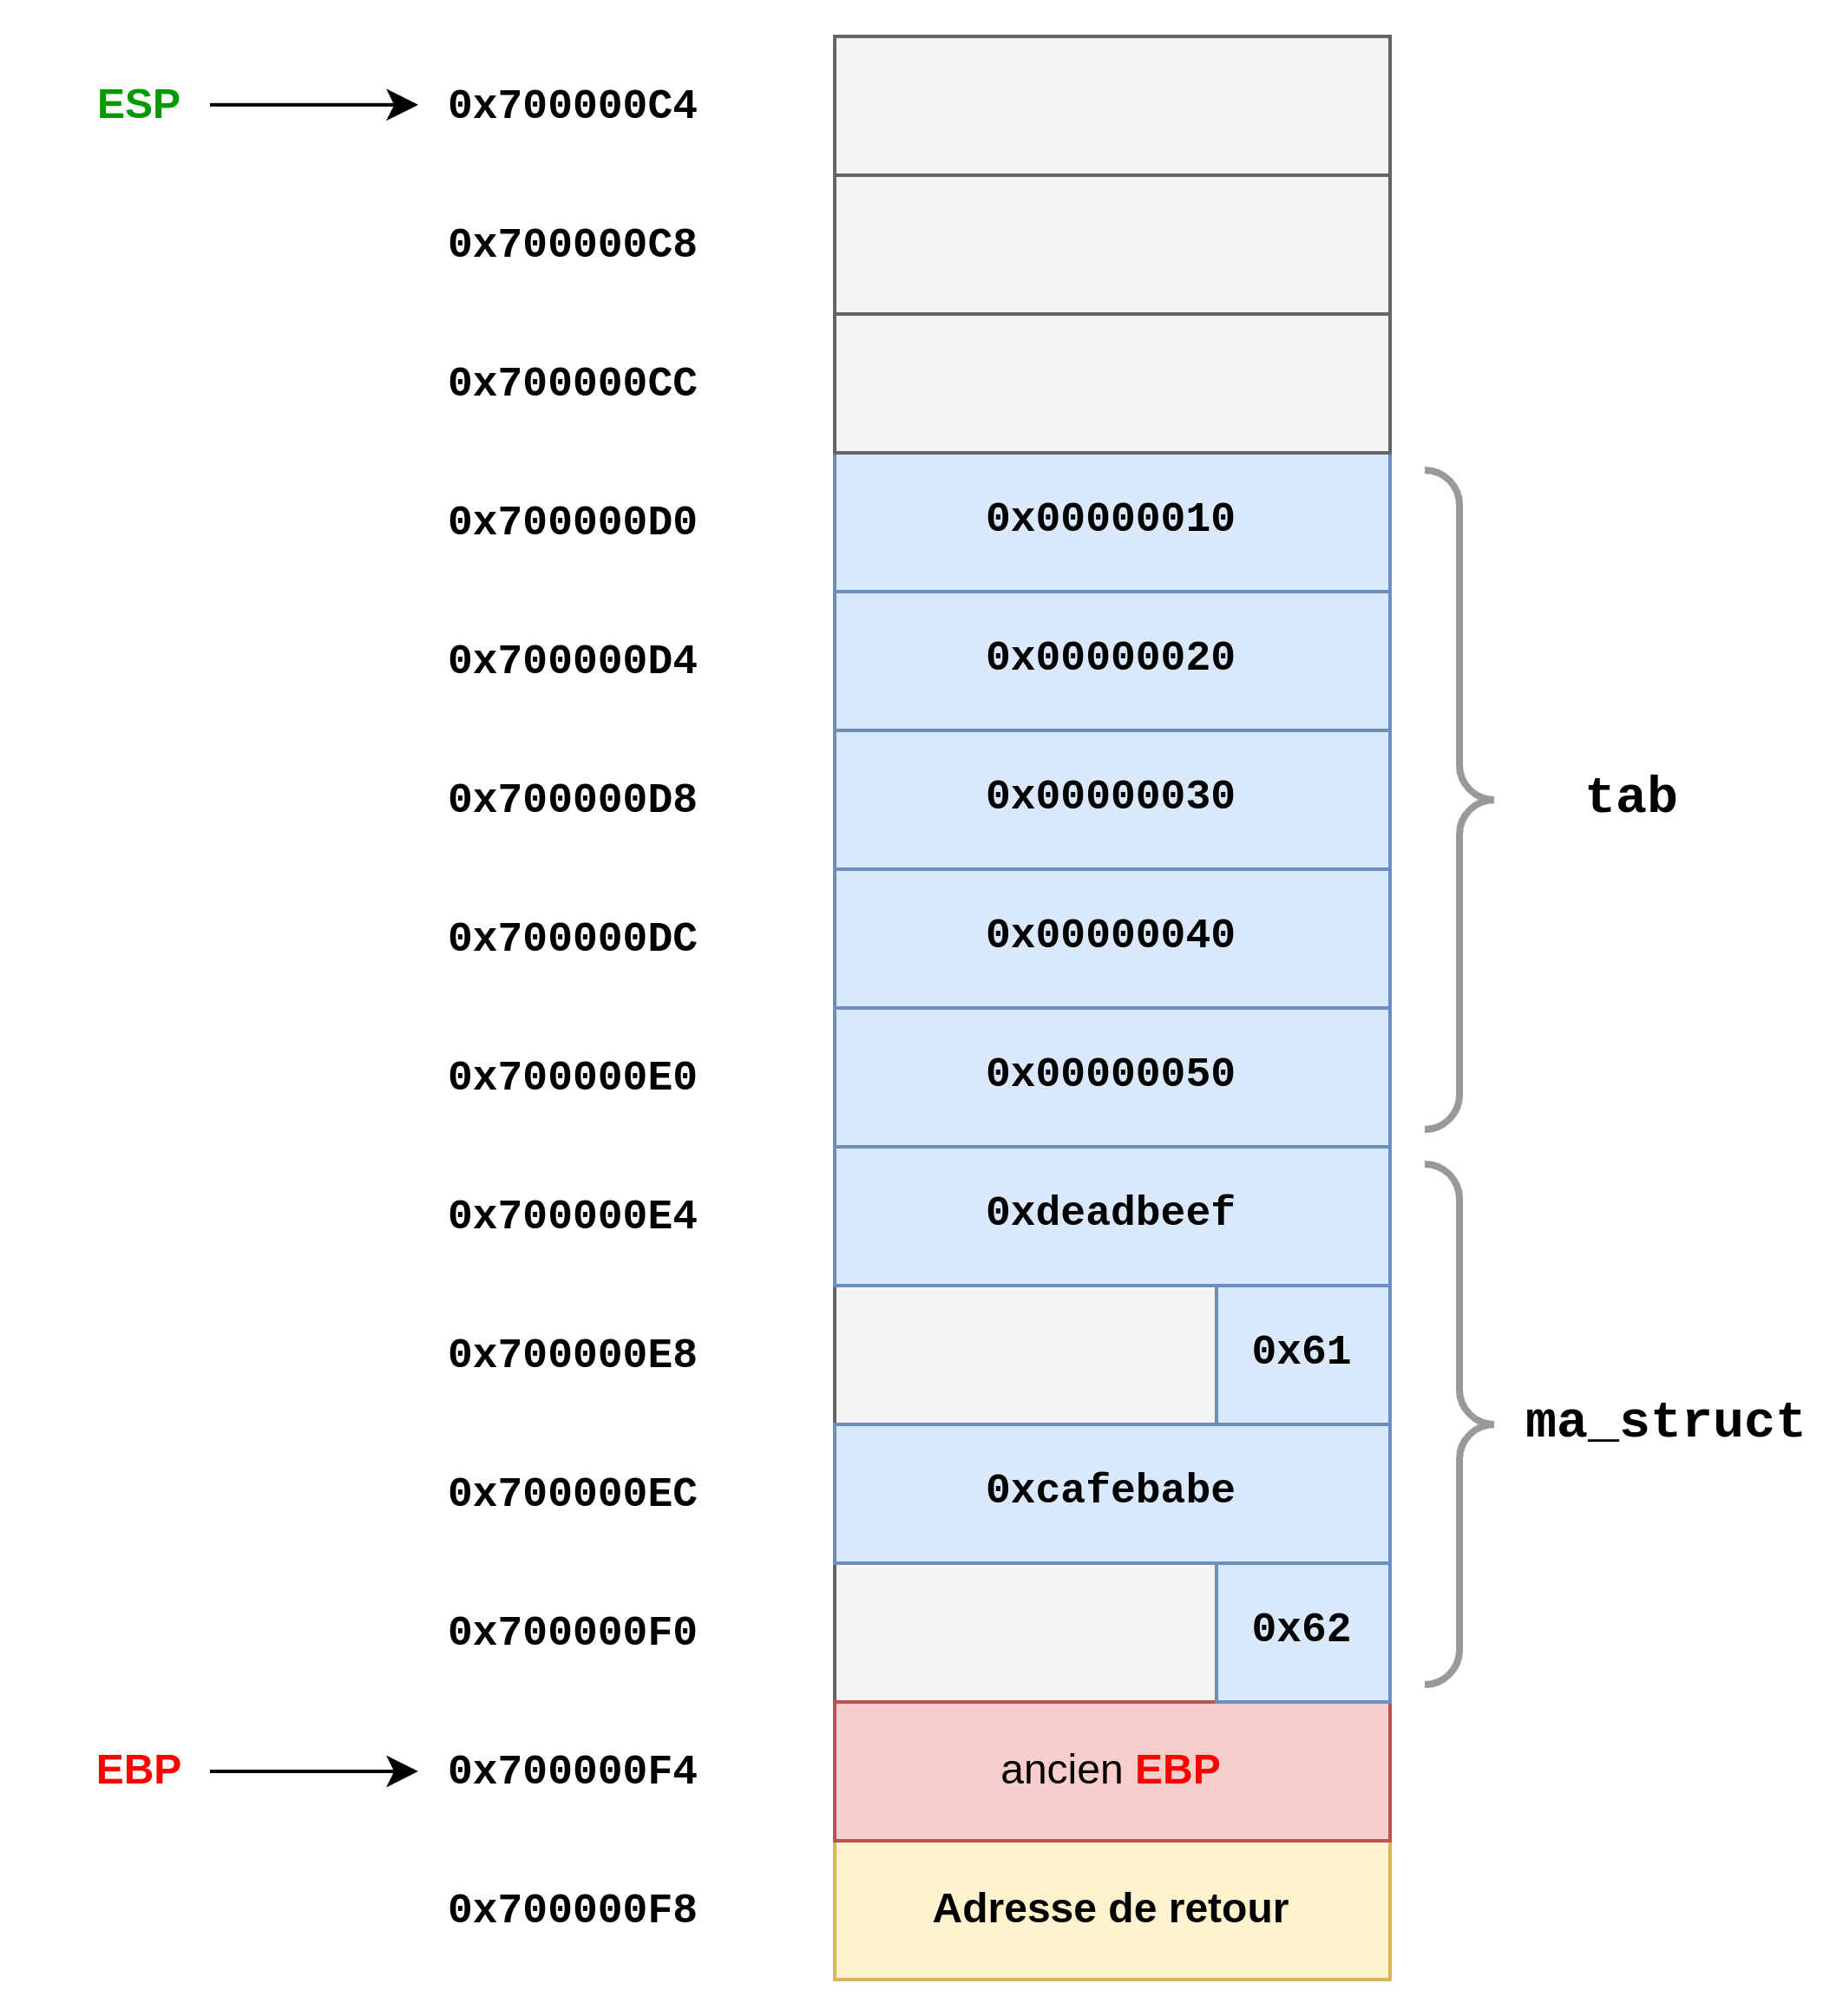 ESP 0x700000C4
0x700000C8
0x700000CC
0x700000D0 0x00000010
0x700000D4 0x00000020
0x700000D8 0x00000030 tab
0x700000DC 0x00000040
0x700000E0 0x00000050
0x700000E4 0xdeadbeef
0x700000E8 0x61
ma_struct
0x700000EC 0xcafebabe
0x700000F0 0x62
EBP 0x700000F4 ancien EBP
0x700000F8 Adresse de retour